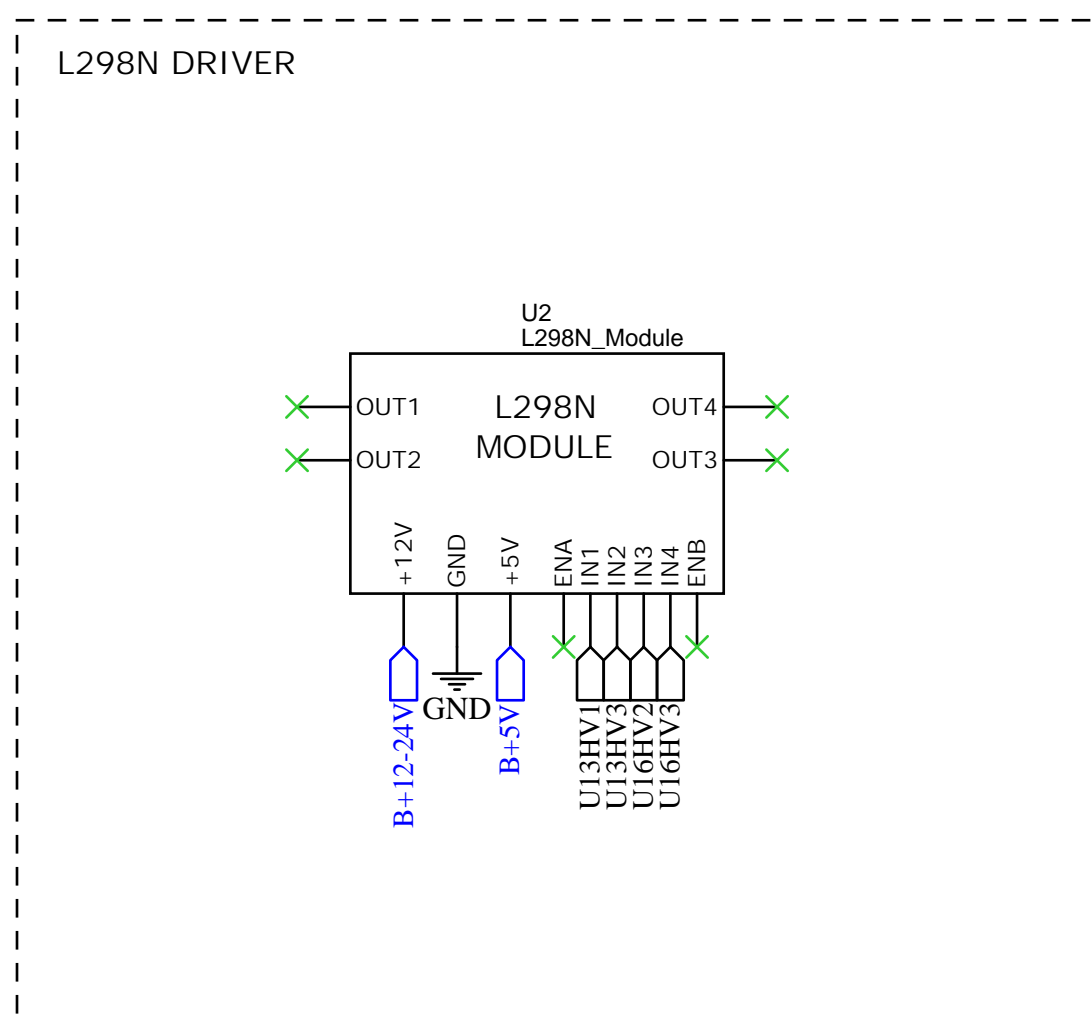 L298N DRIVER
U2
L298N_Module
OUT1
L298N
OUT4
MODULE
OUT2
OUT3
+12V
GND
+5V
ENA
IN1
IN2
IN3
IN4
ENB
B+12-24V
GND
B+5V
U13HV1
U13HV3
U16HV2
U16HV3